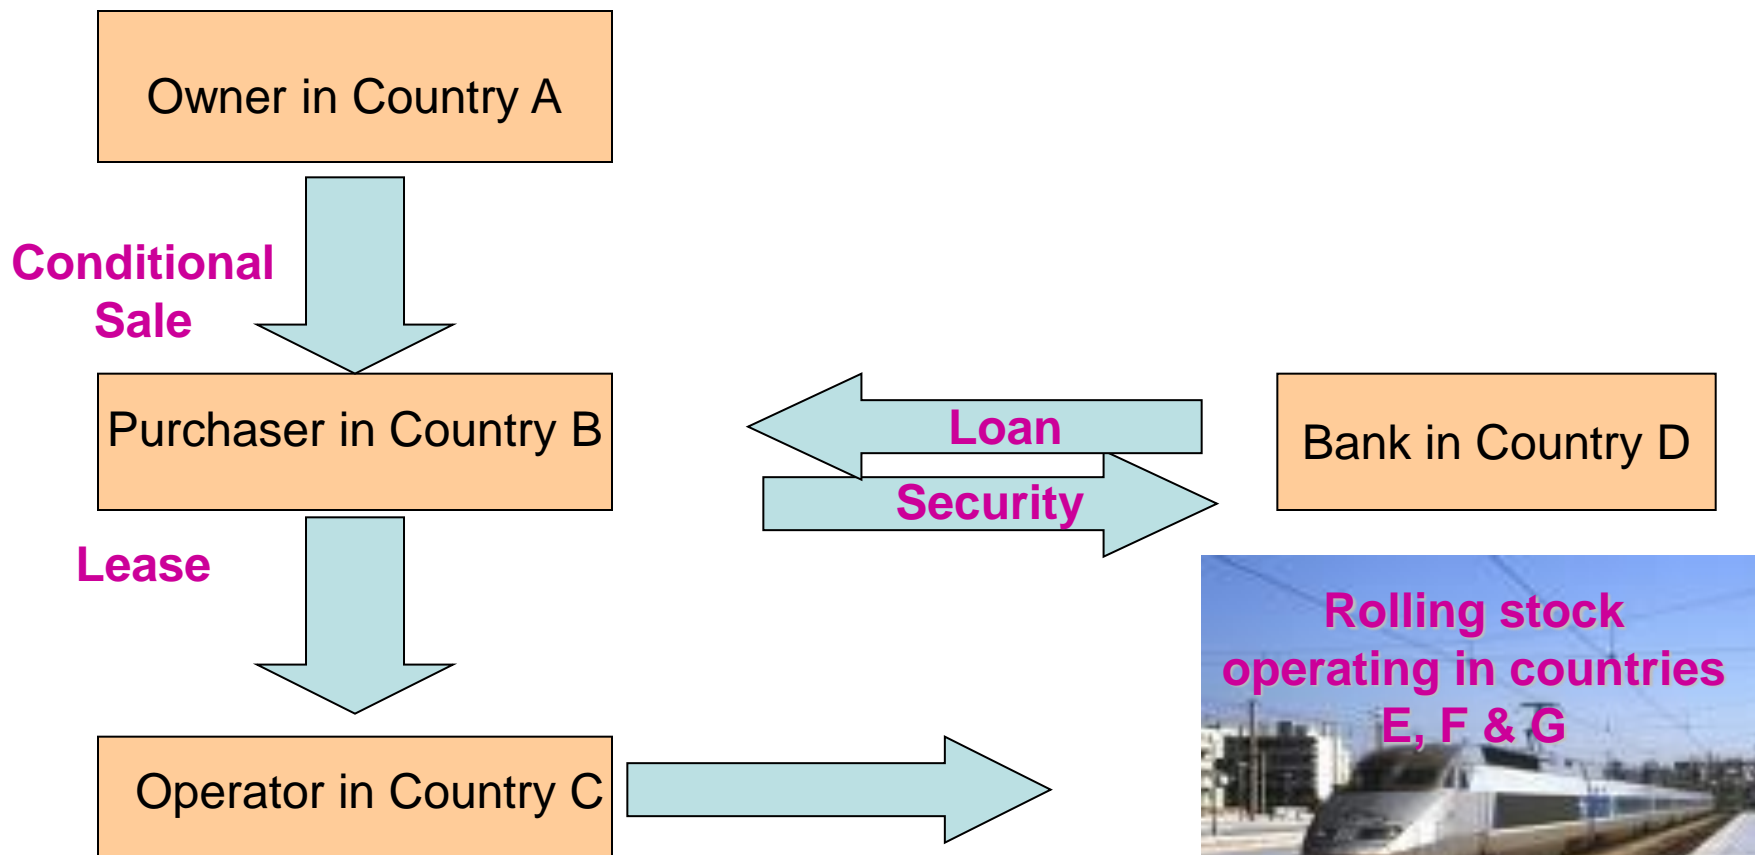 Owner in Country A
Conditional
Sale
Purchaser in Country B
Loan
Security
Bank in Country D
Lease
Rolling stock
operating in countries
E, F & G
Operator in Country C